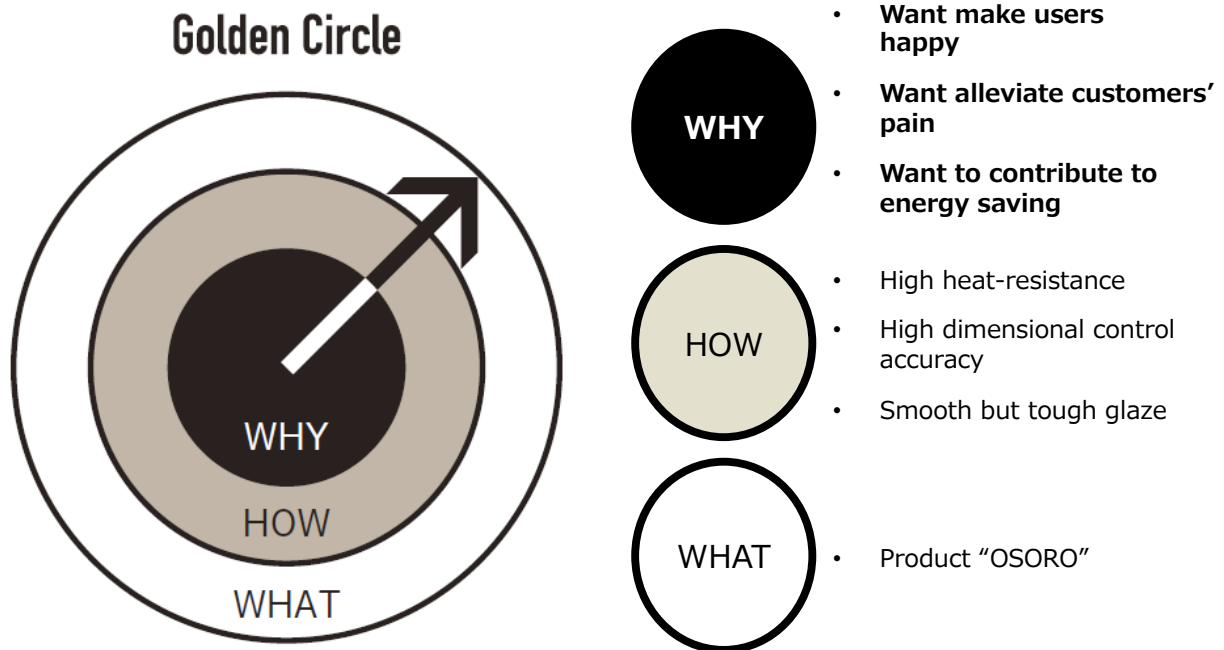 Golden Circle
WHY
HOW
WHAT
WHY
• Want make users
happy
• Want alleviate customers’
pain
• Want to contribute to
energy saving
HOW
• High heat-resistance
• High dimensional control
accuracy
• Smooth but tough glaze
WHAT
• Product “OSORO”